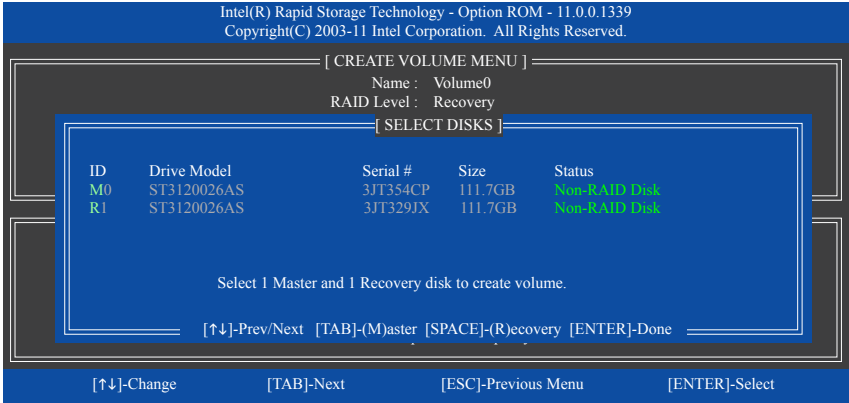 Intel(R) Rapid Storage Technology - Option ROM - 11.0.0.1339
Copyright(C) 2003-11 Intel Corporation. All Rights Reserved.
[ CREATE VOLUME MENU ]
Name : Volume0
RAID Level : Recovery
[ SELECT DISKS ]
ID Drive Model Serial # Size Status
M0 ST3120026AS 3JT354CP 111.7GB Non-RAID Disk
R1 ST3120026AS 3JT329JX 111.7GB Non-RAID Disk
Select 1 Master and 1 Recovery disk to create volume.
[↑↓]-Prev/Next [TAB]-(M)aster [SPACE]-(R)ecovery [ENTER]-Done
[↑↓]-Change [TAB]-Next [ESC]-Previous Menu [ENTER]-Select